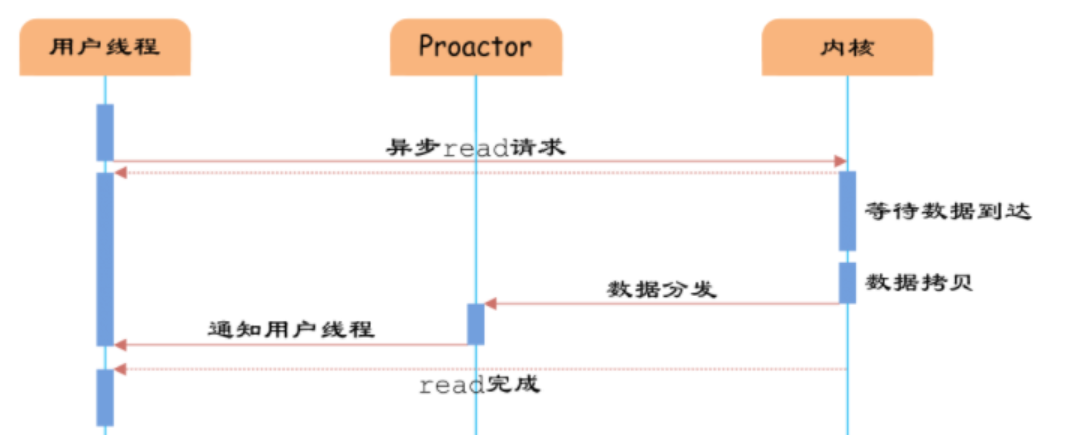 用户线程
Proactor
内核
异步read请求
等待数据到达
数据拷贝
数据分发
通知用户线程
read完成